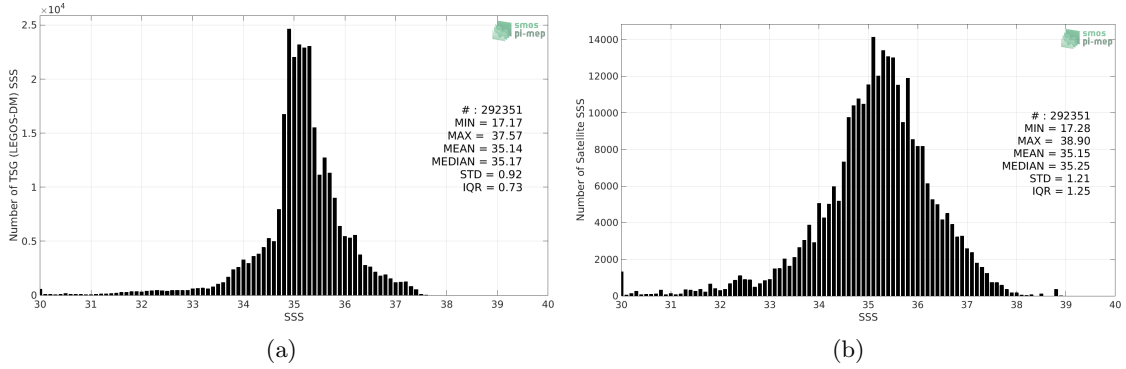 ×10⁴
2.5
2
1.5
1
0.5
0
30 31 32 33 34 35 36 37 38 39 40
SSS
Number of TSG (LEGOS-DM) SSS
smos
pi-mep
# : 292351
MIN = 17.17
MAX = 37.57
MEAN = 35.14
MEDIAN = 35.17
STD = 0.92
IQR = 0.73
(a)
14000
12000
10000
8000
6000
4000
2000
0
30 31 32 33 34 35 36 37 38 39 40
SSS
Number of Satellite SSS
smos
pi-mep
# : 292351
MIN = 17.28
MAX = 38.90
MEAN = 35.15
MEDIAN = 35.25
STD = 1.21
IQR = 1.25
(b)